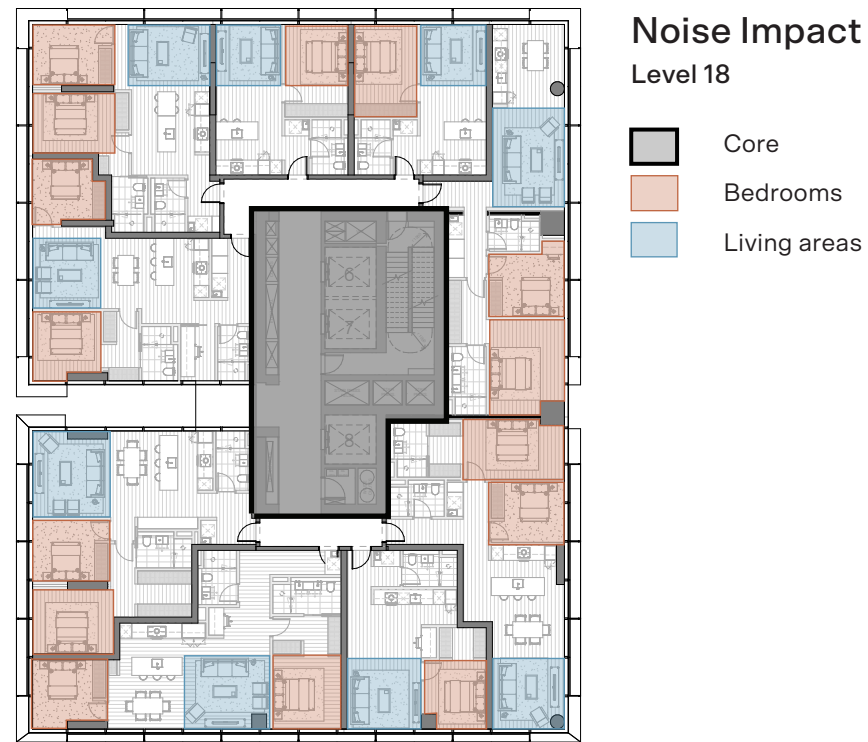 Noise Impact
Level 18
Core
Bedrooms
Living areas
6
7
8